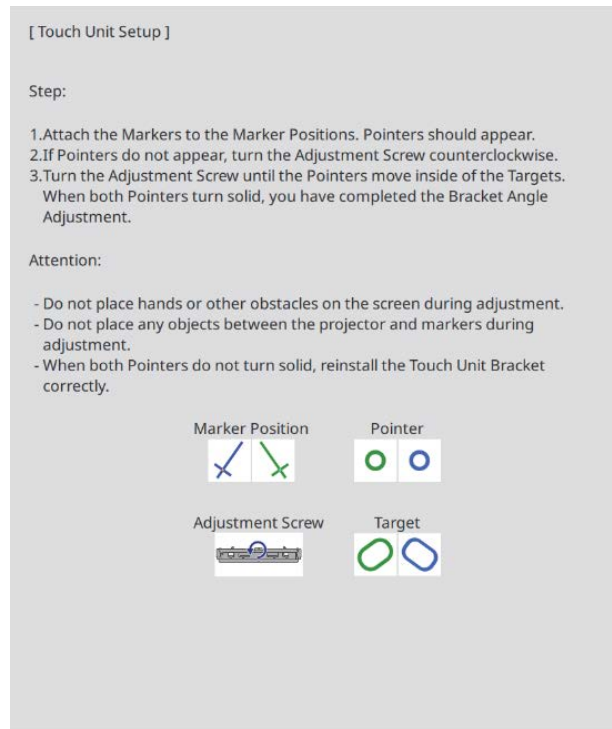 [ Touch Unit Setup ]
Step:
1.Attach the Markers to the Marker Positions. Pointers should appear.
2.If Pointers do not appear, turn the Adjustment Screw counterclockwise.
3.Turn the Adjustment Screw until the Pointers move inside of the Targets.
When both Pointers turn solid, you have completed the Bracket Angle
Adjustment.
Attention:
- Do not place hands or other obstacles on the screen during adjustment.
- Do not place any objects between the projector and markers during
adjustment.
- When both Pointers do not turn solid, reinstall the Touch Unit Bracket
correctly.
Marker Position Pointer
Adjustment Screw Target